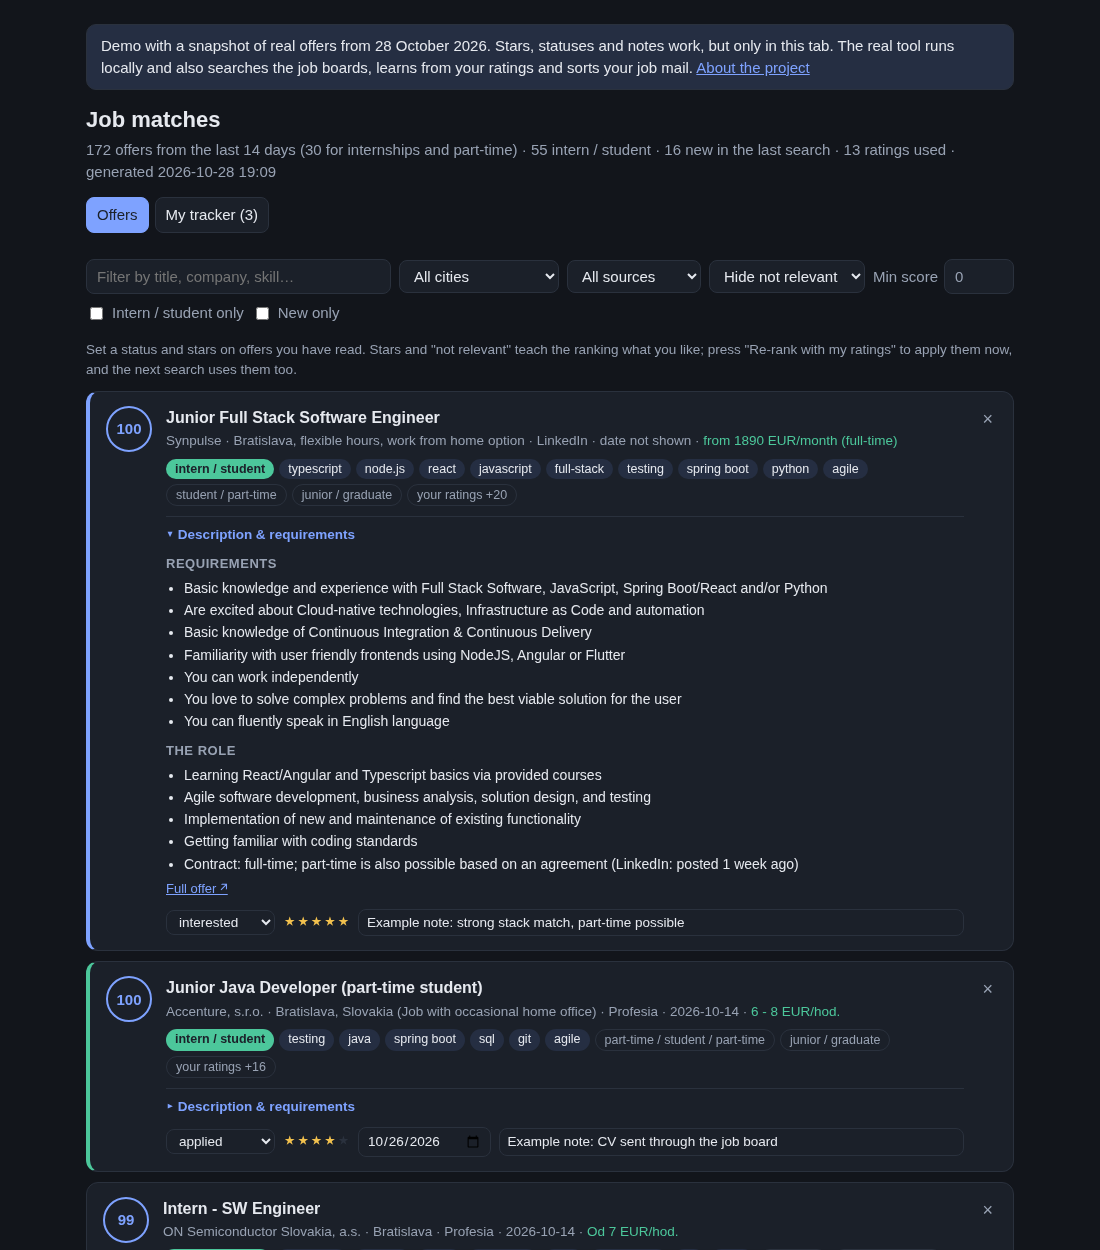 Demo with a snapshot of real offers from 28 October 2026. Stars, statuses and notes work, but only in this tab. The real tool runs
locally and also searches the job boards, learns from your ratings and sorts your job mail. About the project
Job matches
172 offers from the last 14 days (30 for internships and part-time) · 55 intern / student · 16 new in the last search · 13 ratings used ·
generated 2026-10-28 19:09
Offers My tracker (3)
Filter by title, company, skill… All cities All sources Hide not relevant Min score 0
Intern / student only New only
Set a status and stars on offers you have read. Stars and "not relevant" teach the ranking what you like; press "Re-rank with my ratings" to apply them now,
and the next search uses them too.
100 Junior Full Stack Software Engineer ×
Synpulse · Bratislava, flexible hours, work from home option · LinkedIn · date not shown · from 1890 EUR/month (full-time)
intern / student typescript node.js react javascript full-stack testing spring boot python agile
student / part-time junior / graduate your ratings +20
▾ Description & requirements
REQUIREMENTS
• Basic knowledge and experience with Full Stack Software, JavaScript, Spring Boot/React and/or Python
• Are excited about Cloud-native technologies, Infrastructure as Code and automation
• Basic knowledge of Continuous Integration & Continuous Delivery
• Familiarity with user friendly frontends using NodeJS, Angular or Flutter
• You can work independently
• You love to solve complex problems and find the best viable solution for the user
• You can fluently speak in English language
THE ROLE
• Learning React/Angular and Typescript basics via provided courses
• Agile software development, business analysis, solution design, and testing
• Implementation of new and maintenance of existing functionality
• Getting familiar with coding standards
• Contract: full-time; part-time is also possible based on an agreement (LinkedIn: posted 1 week ago)
Full offer ↗
interested ★★★★★ Example note: strong stack match, part-time possible
100 Junior Java Developer (part-time student) ×
Accenture, s.r.o. · Bratislava, Slovakia (Job with occasional home office) · Profesia · 2026-10-14 · 6 - 8 EUR/hod.
intern / student testing java spring boot sql git agile part-time / student / part-time junior / graduate
your ratings +16
▸ Description & requirements
applied ★★★★★ 10/26/2026 Example note: CV sent through the job board
99 Intern - SW Engineer ×
ON Semiconductor Slovakia, a.s. · Bratislava · Profesia · 2026-10-14 · Od 7 EUR/hod.